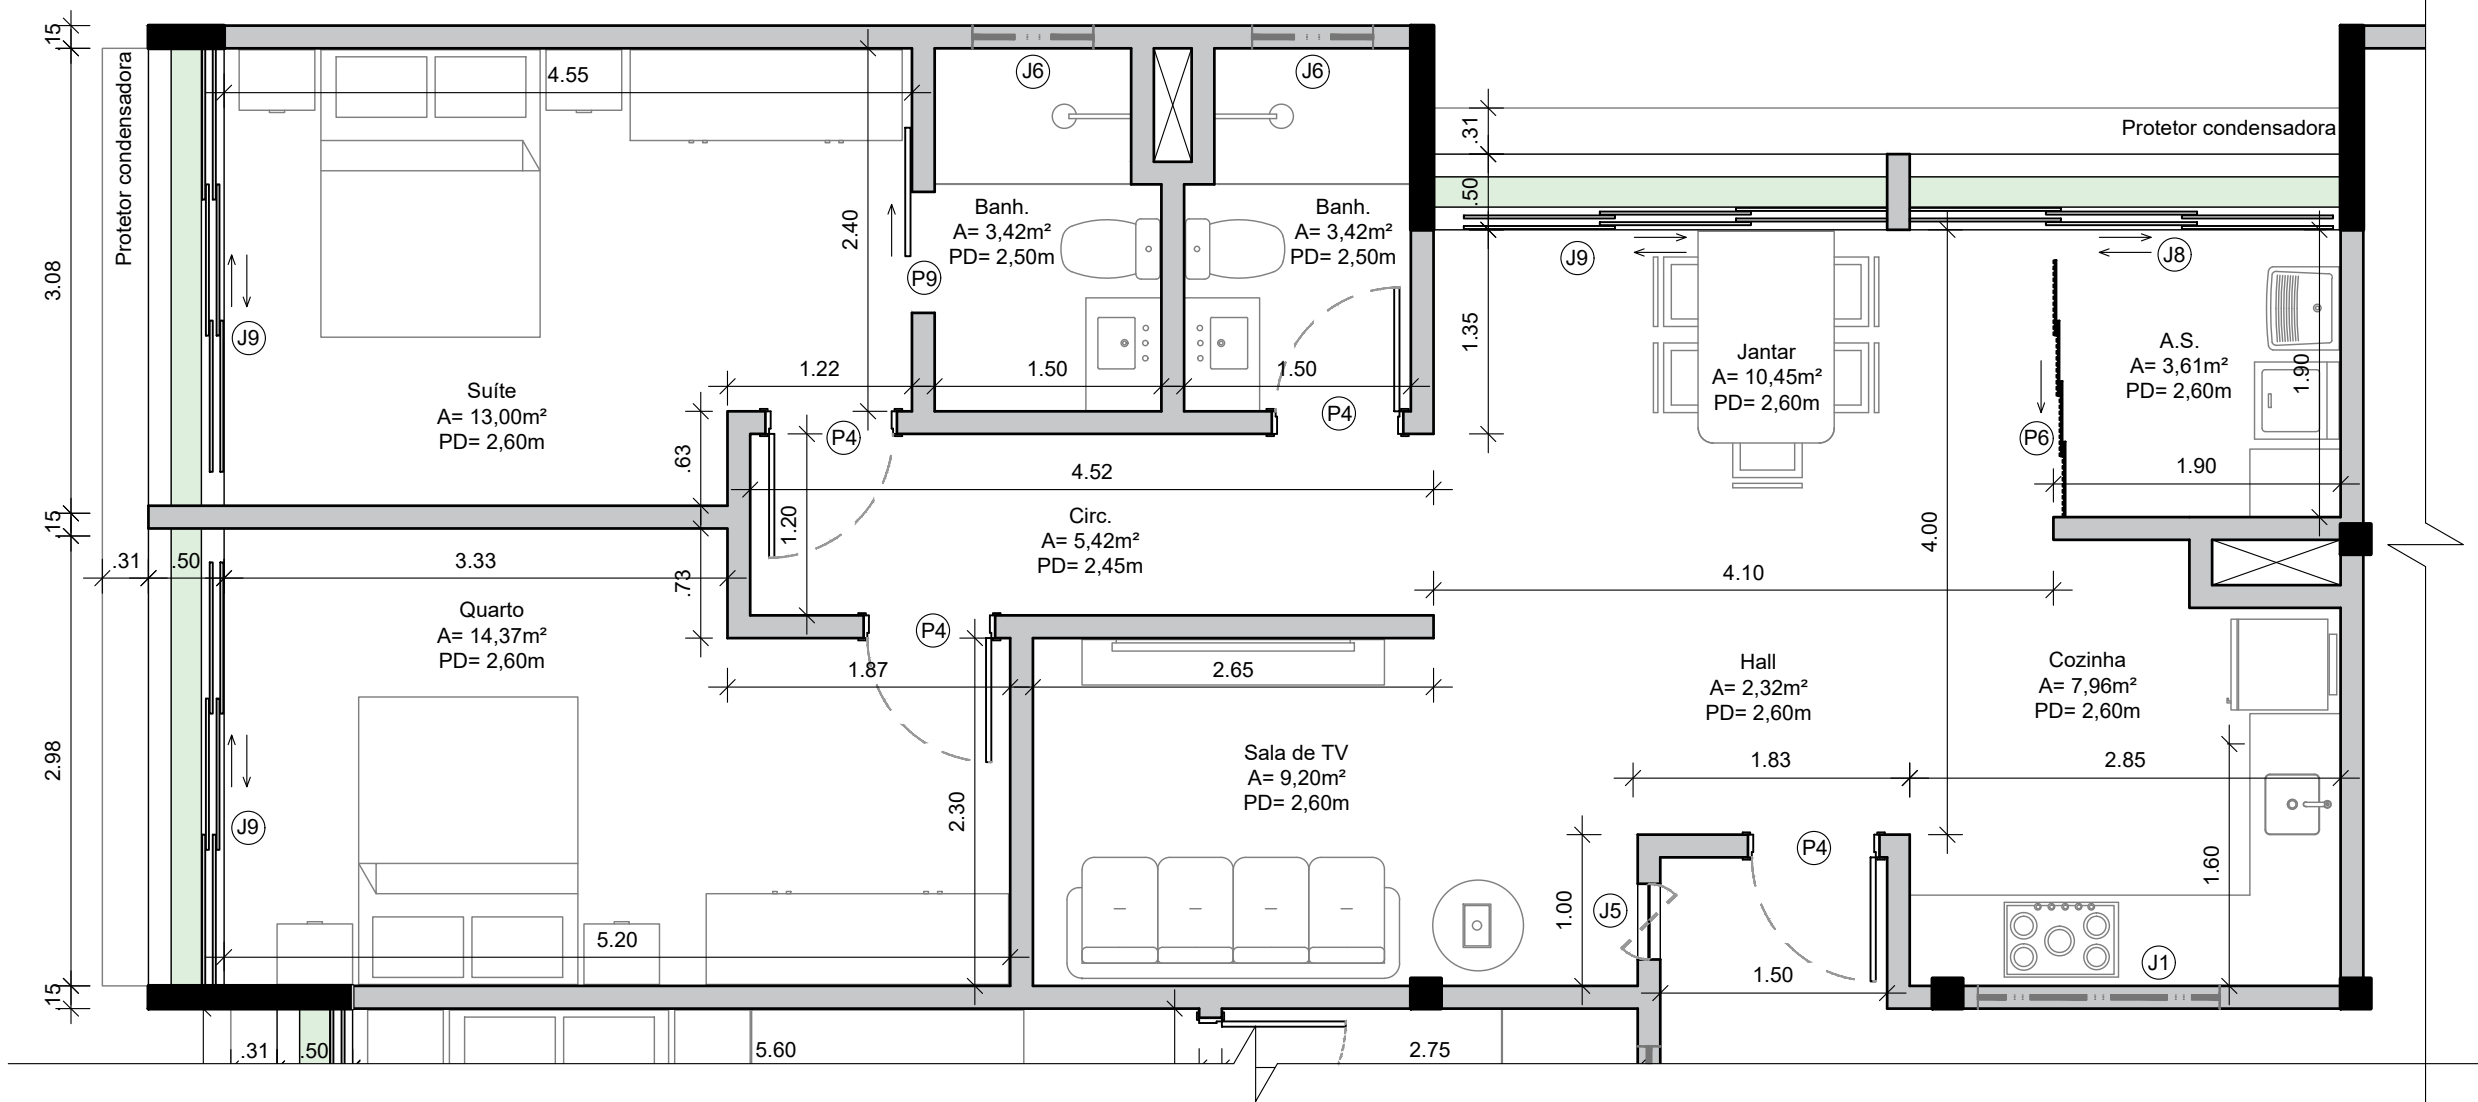 .15
Protetor condensadora
4.55
J6
J6
.31
Protetor condensadora
.50
3.08
2.40
Banh.
A= 3,42m²
PD= 2,50m
Banh.
A= 3,42m²
PD= 2,50m
P9
J9
J8
J9
1.35
Jantar
A= 10,45m²
PD= 2,60m
A.S.
A= 3,61m²
PD= 2,60m
1.90
Suíte
A= 13,00m²
PD= 2,60m
1.22
1.50
1.50
P4
P4
P6
.63
4.52
1.90
.15
1.20
Circ.
A= 5,42m²
PD= 2,45m
4.00
.31
.50
3.33
.73
4.10
Quarto
A= 14,37m²
PD= 2,60m
P4
1.87
2.65
Hall
A= 2,32m²
PD= 2,60m
Cozinha
A= 7,96m²
PD= 2,60m
2.98
Sala de TV
A= 9,20m²
PD= 2,60m
1.83
2.85
J9
2.30
P4
1.60
5.20
1.00
J5
J1
1.50
.15
.31
.50
5.60
2.75